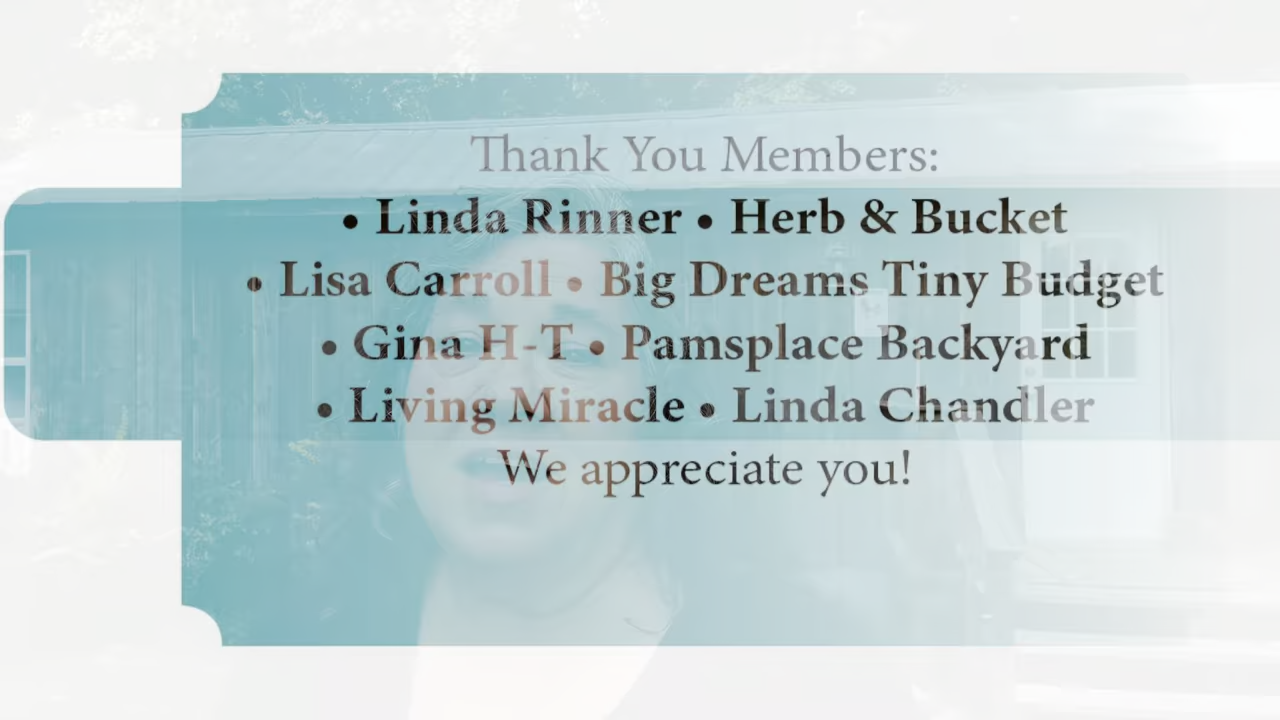 Thank You Members:
• Linda Rinner • Herb & Bucket
• Lisa Carroll • Big Dreams Tiny Budget
• Gina H-T • Pamsplace Backyard
• Living Miracle • Linda Chandler
We appreciate you!